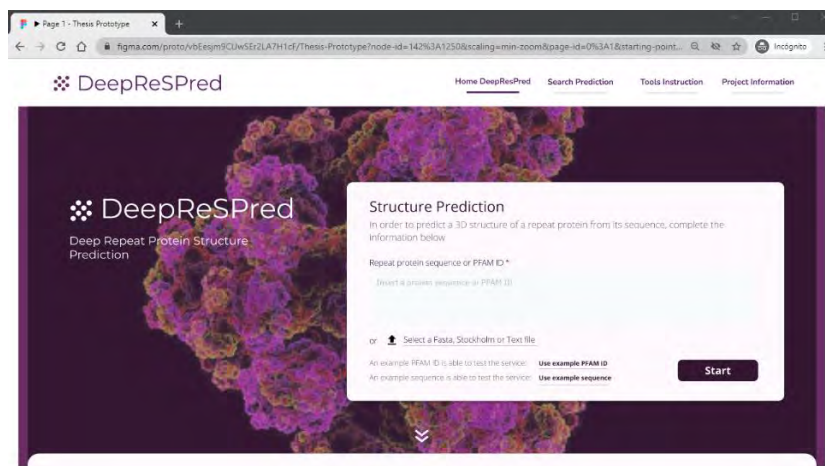 Page 1 - Thesis Prototype
figma.com/proto/vbEesjm9CUwSEr2LA7H1cF/Thesis-Prototype?node-id=142%3A1250&scaling=min-zoom&page-id=0%3A1&starting-point... Incógnito
DeepReSPred
Home DeepResPred Search Prediction Tools Instruction Project Information
DeepReSPred
Deep Repeat Protein Structure
Prediction
Structure Prediction
In order to predict a 3D structure of a repeat protein from its sequence, complete the
information below
Repeat protein sequence or PFAM ID *
Insert a protein sequence or PFAM ID
or Select a Fasta, Stockholm or Text file
An example PFAM ID is able to test the service: Use example PFAM ID
An example sequence is able to test the service: Use example sequence
Start